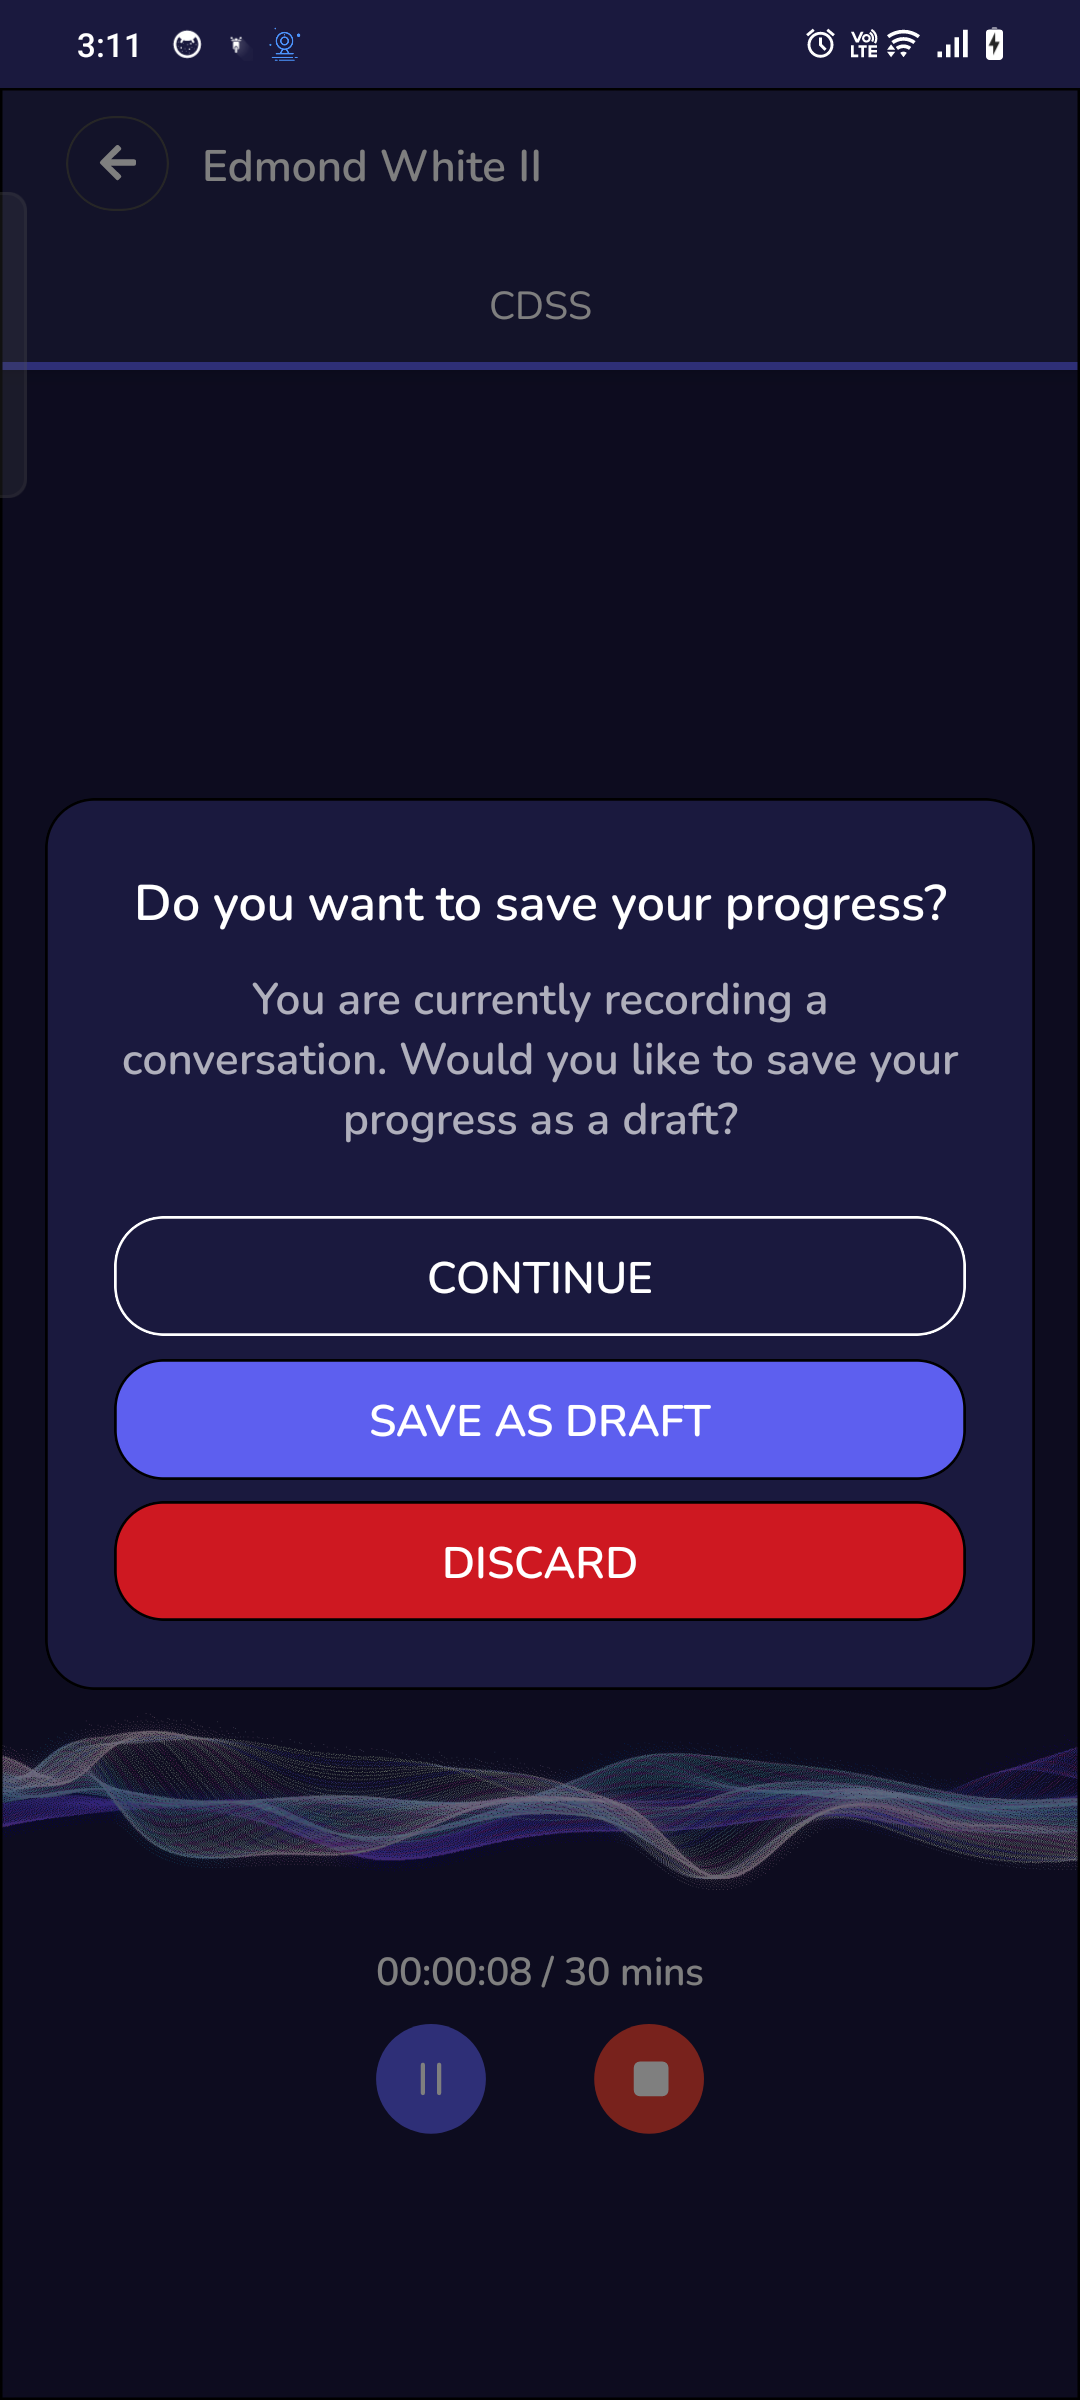 3:11
Vo)) LTE
Edmond White II
CDSS
Do you want to save your progress?
You are currently recording a
conversation. Would you like to save your
progress as a draft?
CONTINUE
SAVE AS DRAFT
DISCARD
00:00:08 / 30 mins